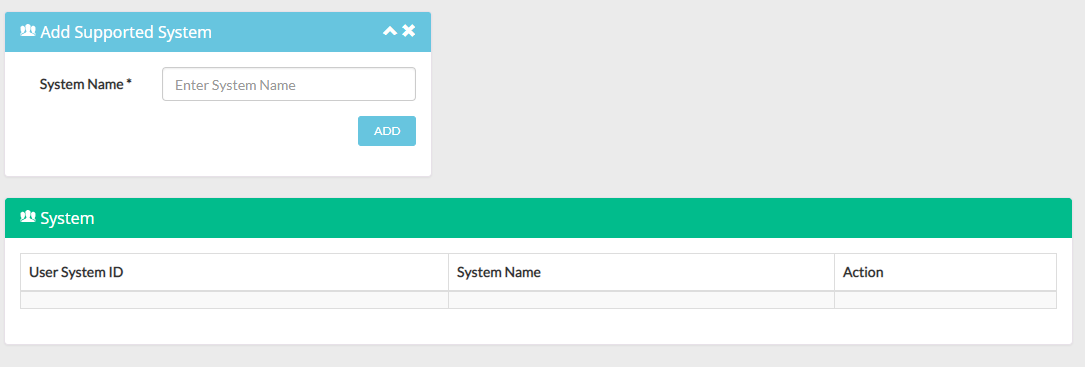 Add Supported System
System Name *
Enter System Name
ADD
System
User System ID System Name Action